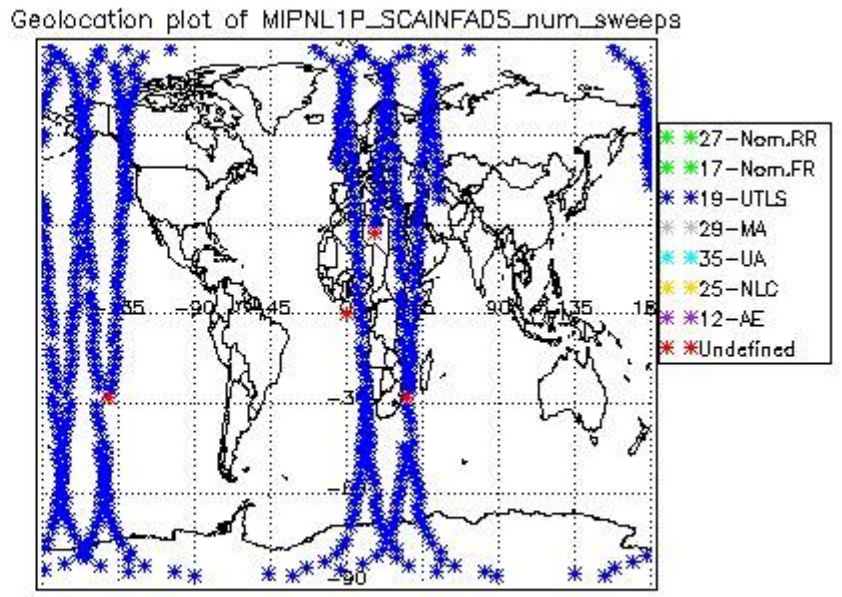 Geolocation plot of MIPNL1P_SCAINFADS_num_sweeps
27-Nom.RR
17-Nom.FR
19-UTLS
29-MA
35-UA
25-NLC
12-AE
Undefined
-90
-45
90
135
-90